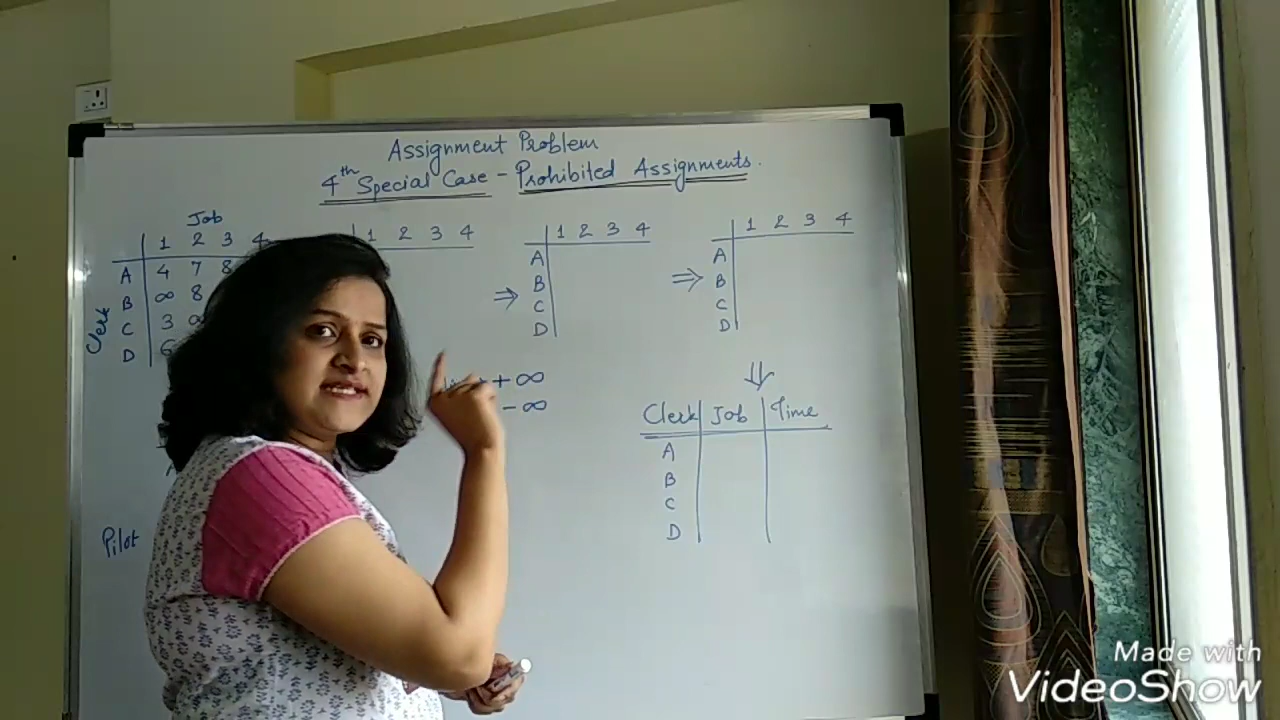 Assignment Problem
4th Special Case - Prohibited Assignments.
Job
1 2 3 4
A 4 7 8
B ∞ 8
C 3
D 6
Clerk
1 2 3 4
⇒
1 2 3 4
A
B
C
D
⇒
1 2 3 4
A
B
C
D
+ ∞
- ∞
⇓
Clerk Job Time
A
B
C
D
Pilot
Made with
VideoShow